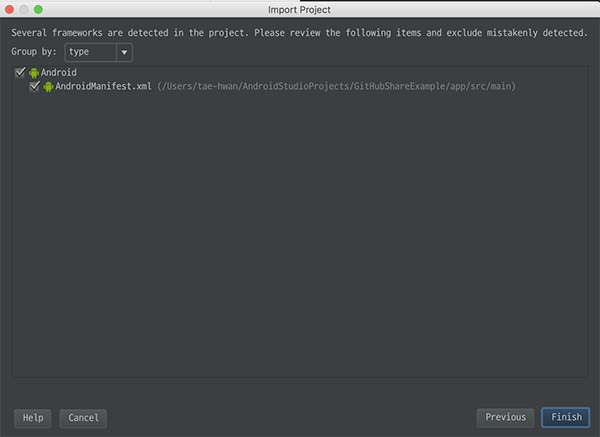 Import Project
Several frameworks are detected in the project. Please review the following items and exclude mistakenly detected.
Group by: type
Android
AndroidManifest.xml (/Users/tae-hwan/AndroidStudioProjects/GitHubShareExample/app/src/main)
Help Cancel Previous Finish